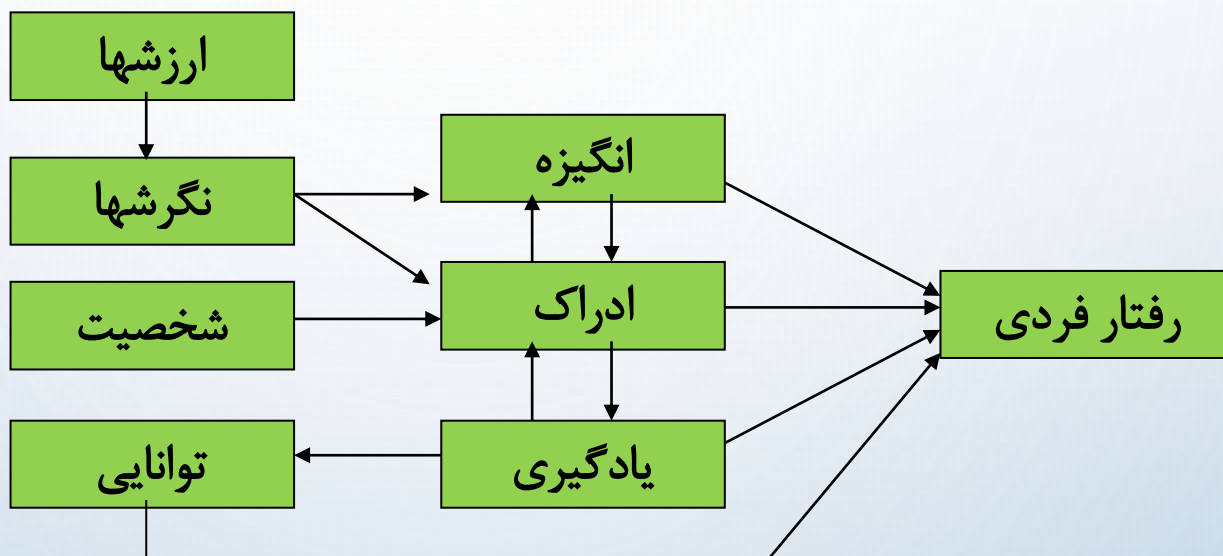 ارزشها
نگرشها
شخصیت
توانایی
انگیزه
ادراک
یادگیری
رفتار فردی